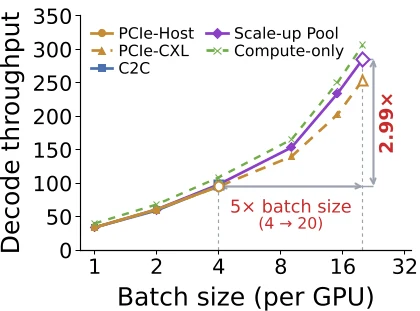 Decode throughput
350
300
250
200
150
100
50
0
PCIe-Host
PCIe-CXL
C2C
Scale-up Pool
Compute-only
2.99×
5× batch size
(4 → 20)
1 2 4 8 16 32
Batch size (per GPU)